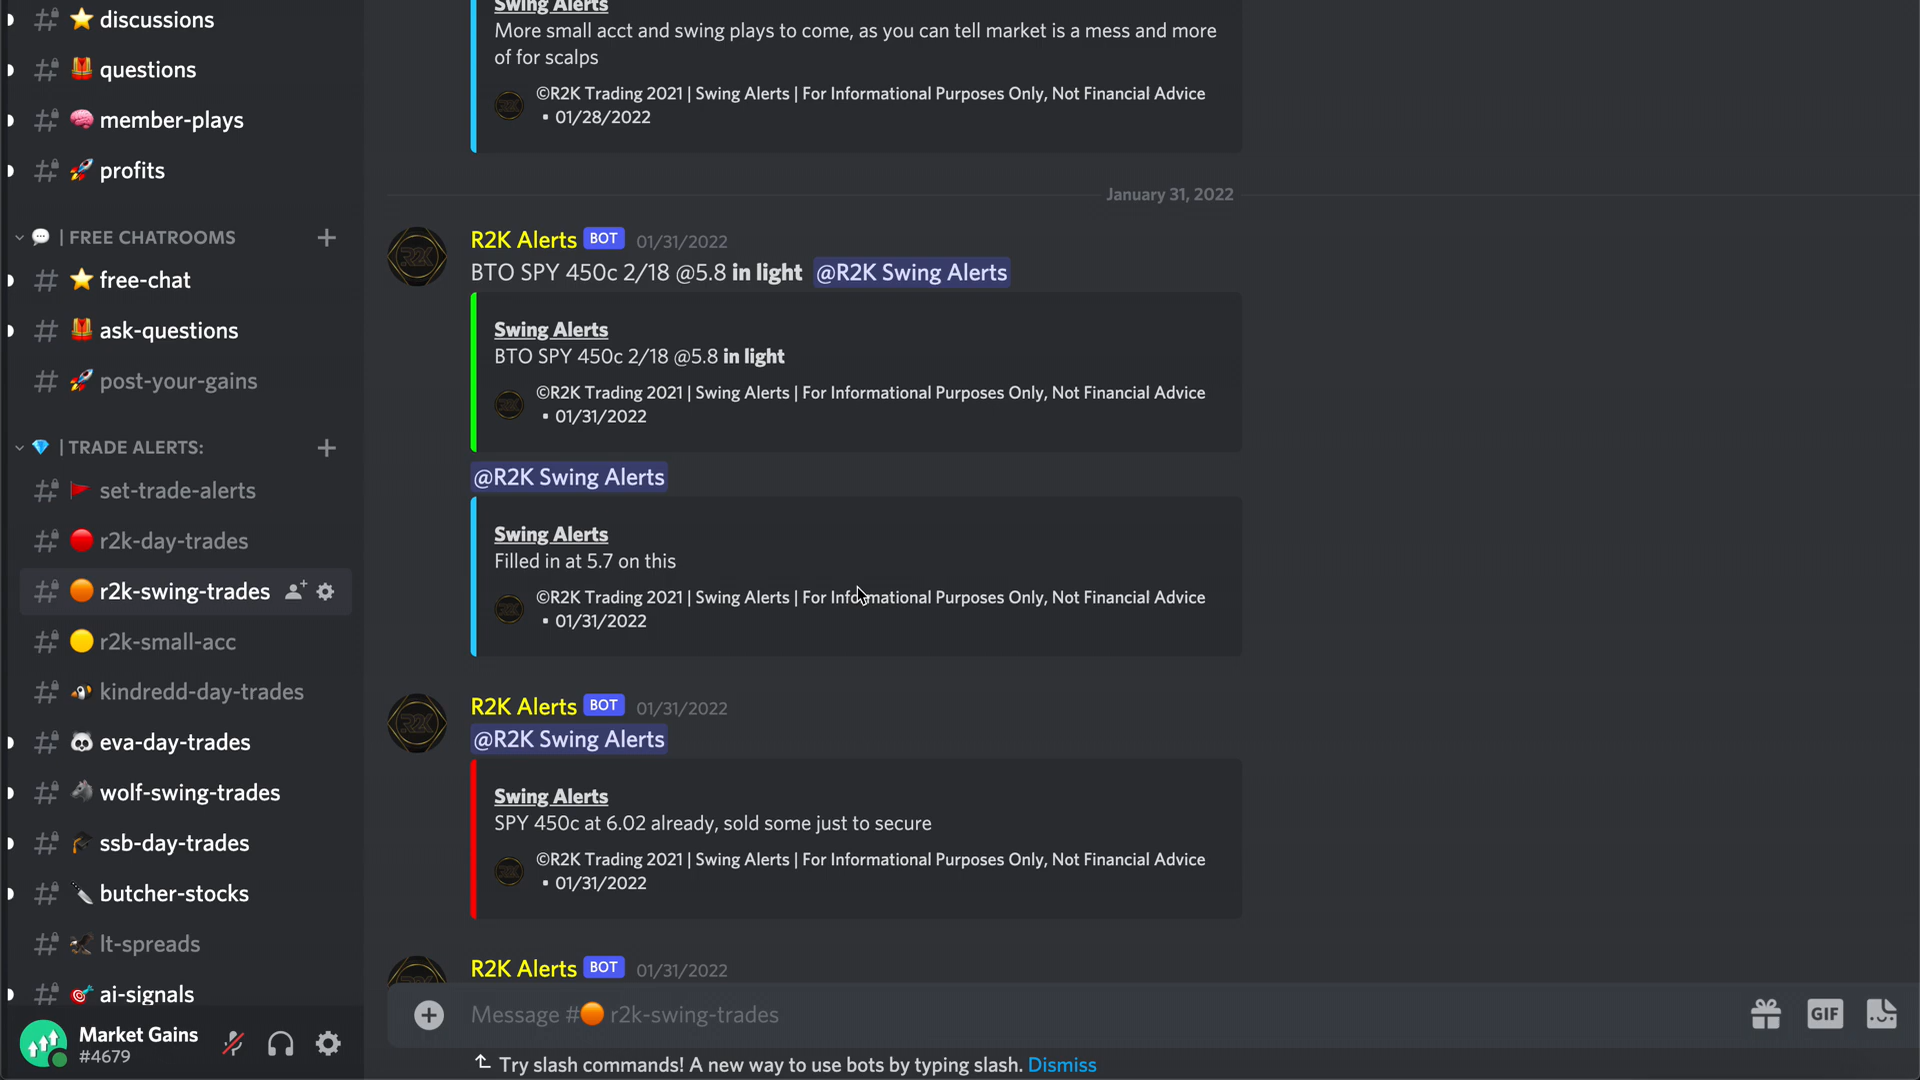 discussions
questions
member-plays
profits
| FREE CHATROOMS
free-chat
ask-questions
post-your-gains
| TRADE ALERTS:
set-trade-alerts
r2k-day-trades
r2k-swing-trades
r2k-small-acc
kindredd-day-trades
eva-day-trades
wolf-swing-trades
ssb-day-trades
butcher-stocks
lt-spreads
ai-signals
Market Gains
#4679
Swing Alerts
More small acct and swing plays to come, as you can tell market is a mess and more
of for scalps
©R2K Trading 2021 | Swing Alerts | For Informational Purposes Only, Not Financial Advice
• 01/28/2022
January 31, 2022
R2K Alerts BOT 01/31/2022
BTO SPY 450c 2/18 @5.8 in light @R2K Swing Alerts
Swing Alerts
BTO SPY 450c 2/18 @5.8 in light
©R2K Trading 2021 | Swing Alerts | For Informational Purposes Only, Not Financial Advice
• 01/31/2022
@R2K Swing Alerts
Swing Alerts
Filled in at 5.7 on this
©R2K Trading 2021 | Swing Alerts | For Informational Purposes Only, Not Financial Advice
• 01/31/2022
R2K Alerts BOT 01/31/2022
@R2K Swing Alerts
Swing Alerts
SPY 450c at 6.02 already, sold some just to secure
©R2K Trading 2021 | Swing Alerts | For Informational Purposes Only, Not Financial Advice
• 01/31/2022
R2K Alerts BOT 01/31/2022
Message # r2k-swing-trades
GIF
Try slash commands! A new way to use bots by typing slash. Dismiss